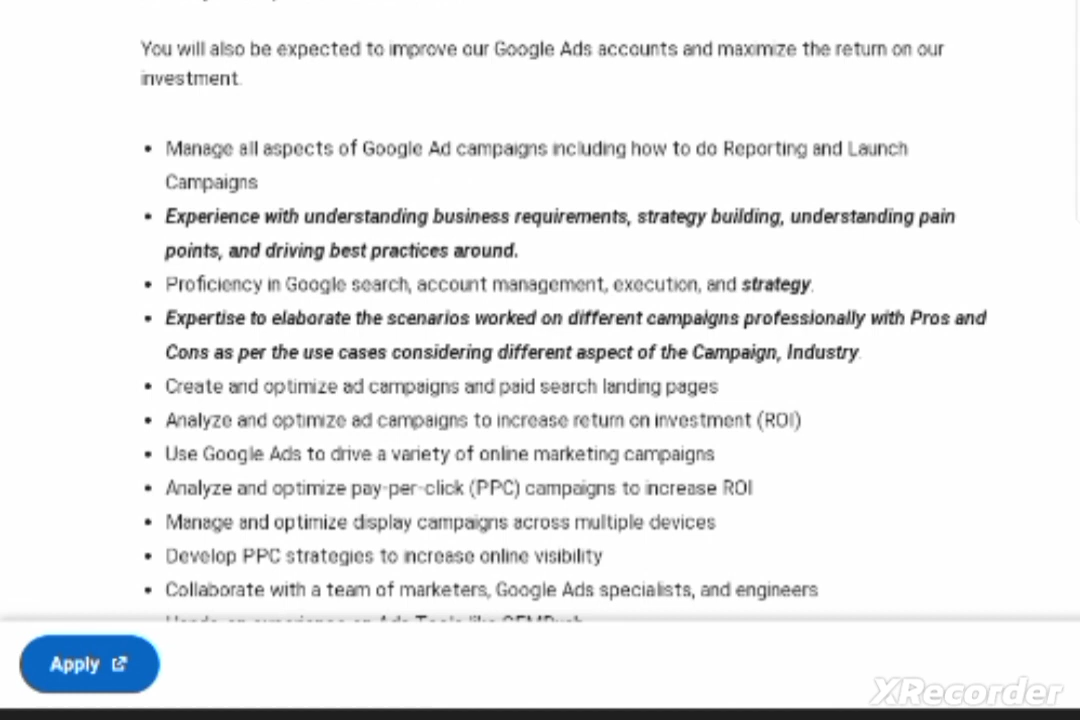 You will also be expected to improve our Google Ads accounts and maximize the return on our
investment.
• Manage all aspects of Google Ad campaigns including how to do Reporting and Launch
Campaigns
• Experience with understanding business requirements, strategy building, understanding pain
points, and driving best practices around.
• Proficiency in Google search, account management, execution, and strategy.
• Expertise to elaborate the scenarios worked on different campaigns professionally with Pros and
Cons as per the use cases considering different aspect of the Campaign, Industry.
• Create and optimize ad campaigns and paid search landing pages
• Analyze and optimize ad campaigns to increase return on investment (ROI)
• Use Google Ads to drive a variety of online marketing campaigns
• Analyze and optimize pay-per-click (PPC) campaigns to increase ROI
• Manage and optimize display campaigns across multiple devices
• Develop PPC strategies to increase online visibility
• Collaborate with a team of marketers, Google Ads specialists, and engineers
Apply
XRecorder